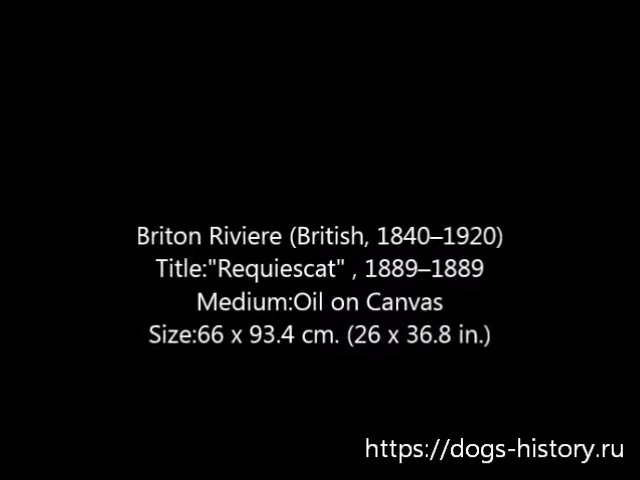 Briton Riviere (British, 1840–1920)
Title:"Requiescat" , 1889–1889
Medium:Oil on Canvas
Size:66 x 93.4 cm. (26 x 36.8 in.)
https://dogs-history.ru